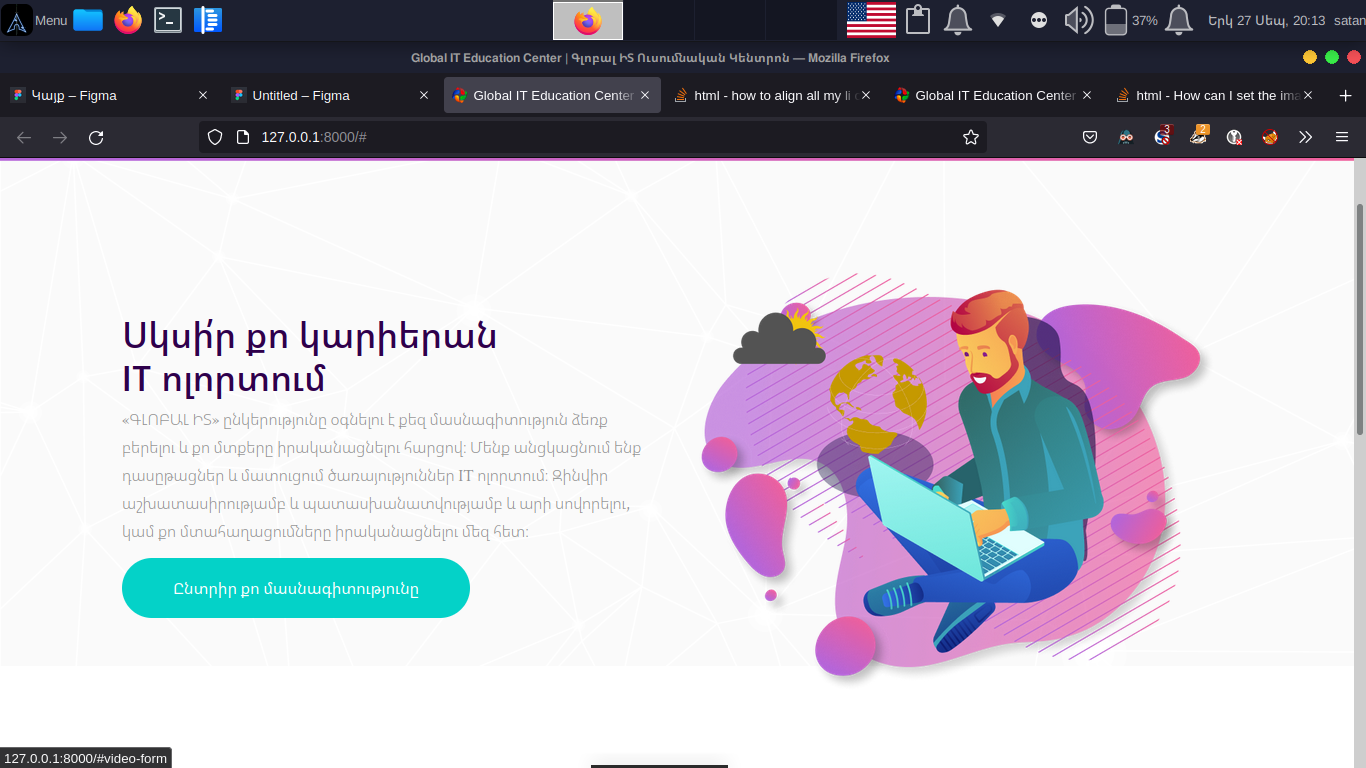 Menu
37%
Երկ 27 Սեպ, 20:13
satan
Global IT Education Center | Գլոբալ ԻՏ Ուսումնական Կենտրոն — Mozilla Firefox
Կայք – Figma
Untitled – Figma
Global IT Education Center
html - how to align all my li
Global IT Education Center
html - How can I set the ima
127.0.0.1:8000/#
3
2
Սկսի՛ր քո կարիերան
IT ոլորտում
«ԳԼՈԲԱԼ ԻՏ» ընկերությունը օգնելու է քեզ մասնագիտություն ձեռք
բերելու և քո մտքերը իրականացնելու հարցով: Մենք անցկացնում ենք
դասըթացներ և մատուցում ծառայություններ IT ոլորտում: Զինվիր
աշխատասիրությամբ և պատասխանատվությամբ և արի սովորելու,
կամ քո մտահաղացումները իրականացնելու մեզ հետ:
Ընտրիր քո մասնագիտությունը
127.0.0.1:8000/#video-form